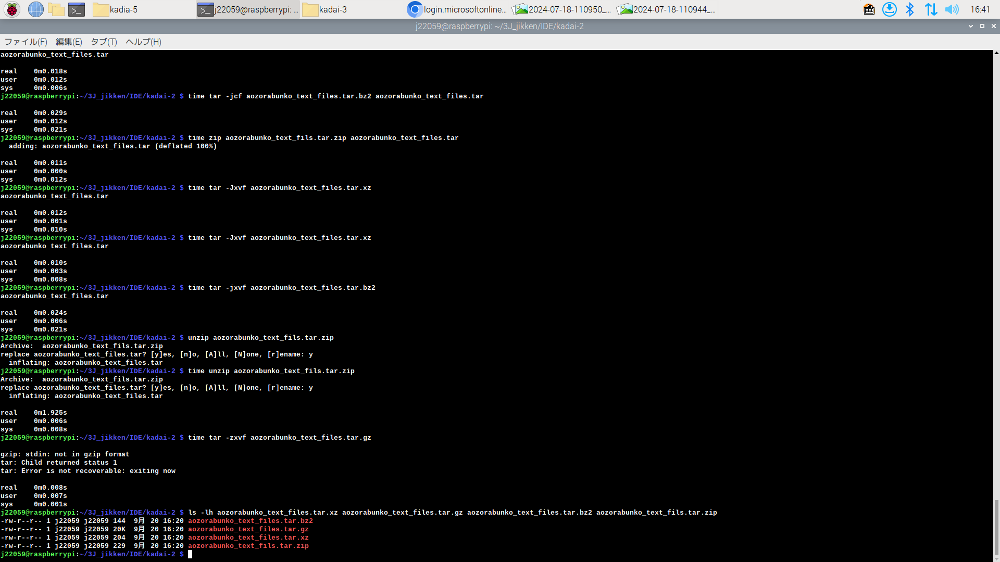 kadia-5
j22059@raspberrypi: ...
kadai-3
login.microsoftonline...
2024-07-18-110950_...
2024-07-18-110944_...
16:41
j22059@raspberrypi: ~/3J_jikken/IDE/kadai-2
ファイル(F) 編集(E) タブ(T) ヘルプ(H)
aozorabunko_text_files.tar
real 0m0.018s
user 0m0.012s
sys 0m0.006s
j22059@raspberrypi:~/3J_jikken/IDE/kadai-2 $ time tar -jcf aozorabunko_text_files.tar.bz2 aozorabunko_text_files.tar
real 0m0.029s
user 0m0.012s
sys 0m0.021s
j22059@raspberrypi:~/3J_jikken/IDE/kadai-2 $ time zip aozorabunko_text_fils.tar.zip aozorabunko_text_files.tar
adding: aozorabunko_text_files.tar (deflated 100%)
real 0m0.011s
user 0m0.000s
sys 0m0.012s
j22059@raspberrypi:~/3J_jikken/IDE/kadai-2 $ time tar -Jxvf aozorabunko_text_files.tar.xz
aozorabunko_text_files.tar
real 0m0.012s
user 0m0.001s
sys 0m0.010s
j22059@raspberrypi:~/3J_jikken/IDE/kadai-2 $ time tar -Jxvf aozorabunko_text_files.tar.xz
aozorabunko_text_files.tar
real 0m0.010s
user 0m0.003s
sys 0m0.008s
j22059@raspberrypi:~/3J_jikken/IDE/kadai-2 $ time tar -jxvf aozorabunko_text_files.tar.bz2
aozorabunko_text_files.tar
real 0m0.024s
user 0m0.006s
sys 0m0.021s
j22059@raspberrypi:~/3J_jikken/IDE/kadai-2 $ unzip aozorabunko_text_fils.tar.zip
Archive: aozorabunko_text_fils.tar.zip
replace aozorabunko_text_files.tar? [y]es, [n]o, [A]ll, [N]one, [r]ename: y
inflating: aozorabunko_text_files.tar
j22059@raspberrypi:~/3J_jikken/IDE/kadai-2 $ time unzip aozorabunko_text_fils.tar.zip
Archive: aozorabunko_text_fils.tar.zip
replace aozorabunko_text_files.tar? [y]es, [n]o, [A]ll, [N]one, [r]ename: y
inflating: aozorabunko_text_files.tar
real 0m1.925s
user 0m0.006s
sys 0m0.008s
j22059@raspberrypi:~/3J_jikken/IDE/kadai-2 $ time tar -zxvf aozorabunko_text_files.tar.gz
gzip: stdin: not in gzip format
tar: Child returned status 1
tar: Error is not recoverable: exiting now
real 0m0.008s
user 0m0.007s
sys 0m0.001s
j22059@raspberrypi:~/3J_jikken/IDE/kadai-2 $ ls -lh aozorabunko_text_files.tar.xz aozorabunko_text_files.tar.gz aozorabunko_text_files.tar.bz2 aozorabunko_text_fils.tar.zip
-rw-r--r-- 1 j22059 j22059 144 9月 20 16:20 aozorabunko_text_files.tar.bz2
-rw-r--r-- 1 j22059 j22059 20K 9月 20 16:20 aozorabunko_text_files.tar.gz
-rw-r--r-- 1 j22059 j22059 204 9月 20 16:20 aozorabunko_text_files.tar.xz
-rw-r--r-- 1 j22059 j22059 229 9月 20 16:20 aozorabunko_text_fils.tar.zip
j22059@raspberrypi:~/3J_jikken/IDE/kadai-2 $